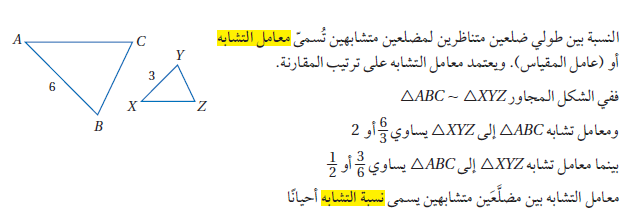 النسبة بين طولي ضلعين متناظرين لمضلعين متشابهين تُسمىّ معامل التشابه
أو (عامل المقياس)، ويعتمد معامل التشابه على ترتيب المقارنة.
ففي الشكل المجاور △ABC ~ △XYZ
ومعامل تشابه △ABC إلى △XYZ يساوي 6/3 أو 2
بينما معامل تشابه △XYZ إلى △ABC يساوي 3/6 أو 1/2
معامل التشابه بين مضلَّعَين متشابهين يسمى نسبة التشابه أحيانًا
A
C
6
B
Y
3
X
Z